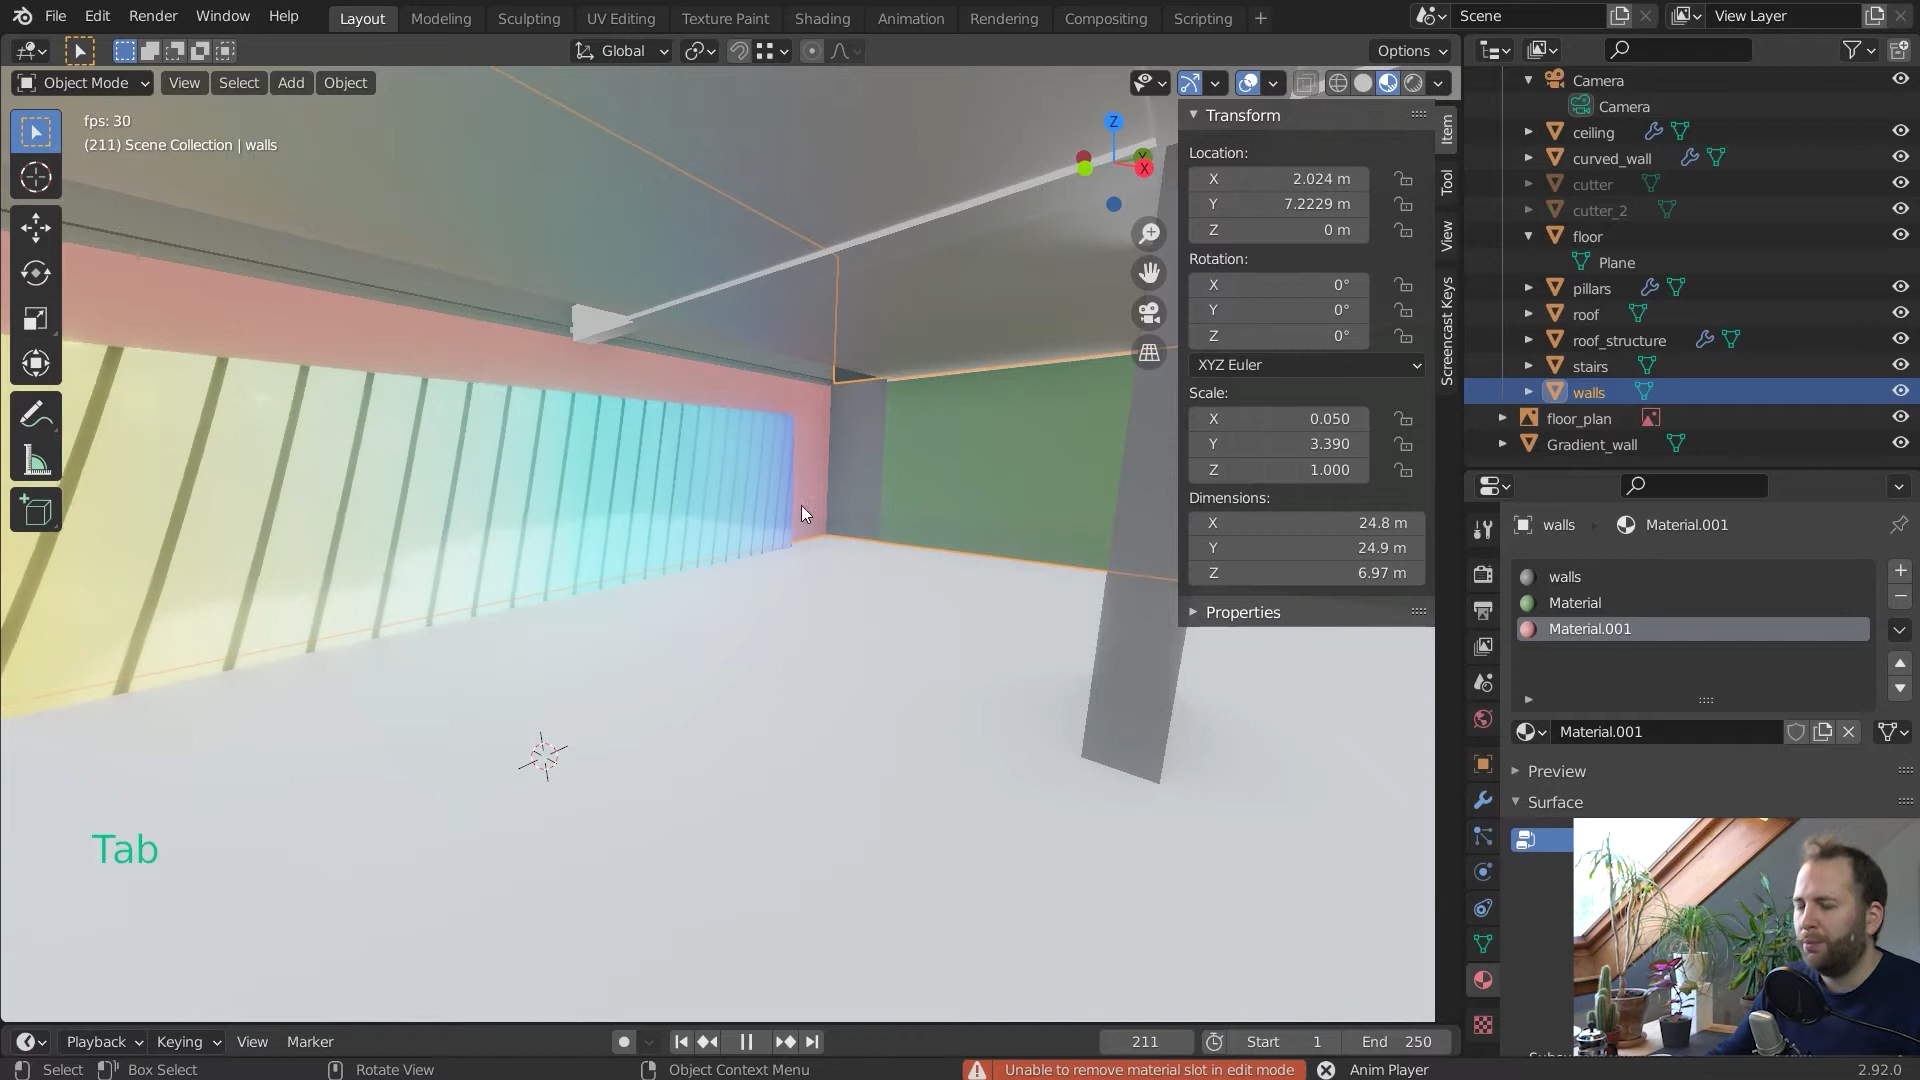 File Edit Render Window Help Layout Modeling Sculpting UV Editing Texture Paint Shading Animation Rendering Compositing Scripting Scene View Layer
Global Options
Object Mode View Select Add Object
fps: 30
(211) Scene Collection | walls
Z
Y
X
Transform
Location:
X 2.024 m
Y 7.2229 m
Z 0 m
Rotation:
X 0°
Y 0°
Z 0°
XYZ Euler
Scale:
X 0.050
Y 3.390
Z 1.000
Dimensions:
X 24.8 m
Y 24.9 m
Z 6.97 m
Properties
Item
Tool
View
Screencast Keys
Camera
Camera
ceiling
curved_wall
cutter
cutter_2
floor
Plane
pillars
roof
roof_structure
stairs
walls
floor_plan
Gradient_wall
walls Material.001
walls
Material
Material.001
Material.001
Preview
Surface
Tab
Playback Keying View Marker 211 Start 1 End 250
Select Box Select Rotate View Object Context Menu Unable to remove material slot in edit mode Anim Player 2.92.0